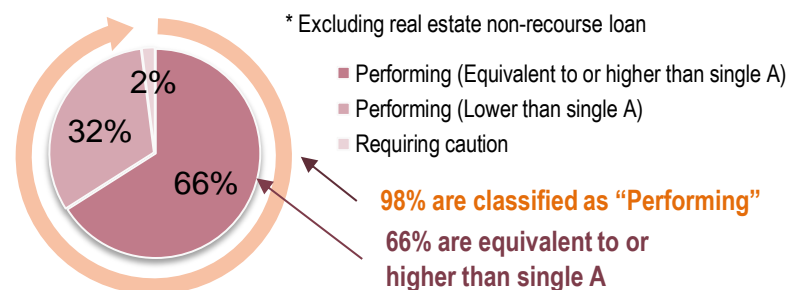 * Excluding real estate non-recourse loan
Performing (Equivalent to or higher than single A)
Performing (Lower than single A)
Requiring caution
2%
32%
66%
98% are classified as “Performing”
66% are equivalent to or
higher than single A